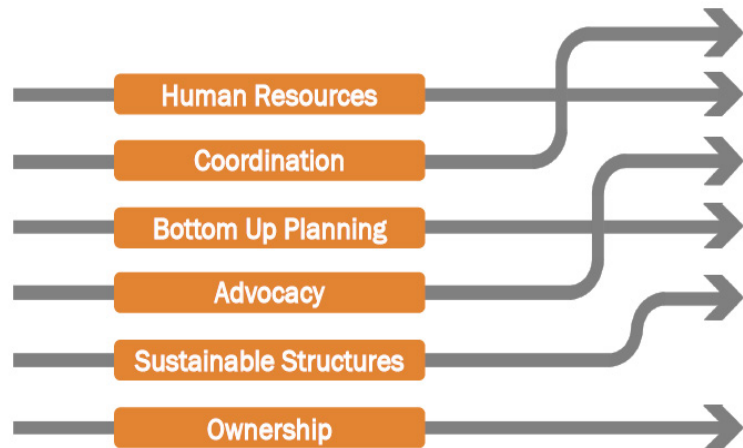 Human Resources
Coordination
Bottom Up Planning
Advocacy
Sustainable Structures
Ownership